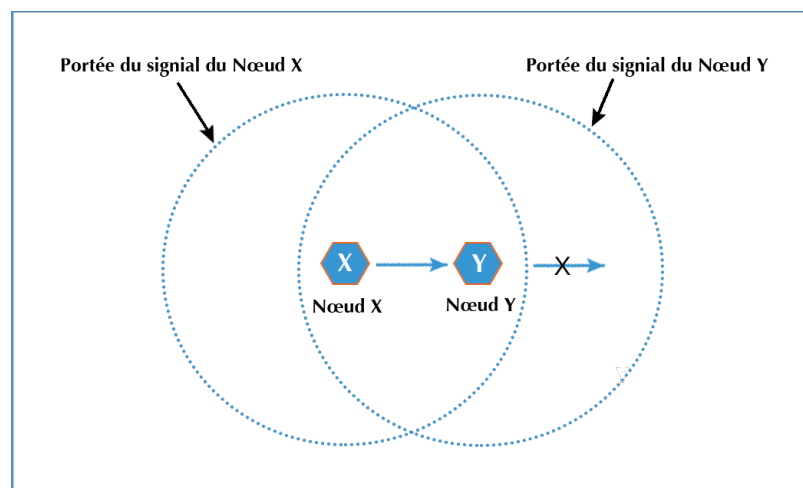 Portée du signial du Nœud X
Portée du signial du Nœud Y
X
Y
X
Nœud X
Nœud Y
Y